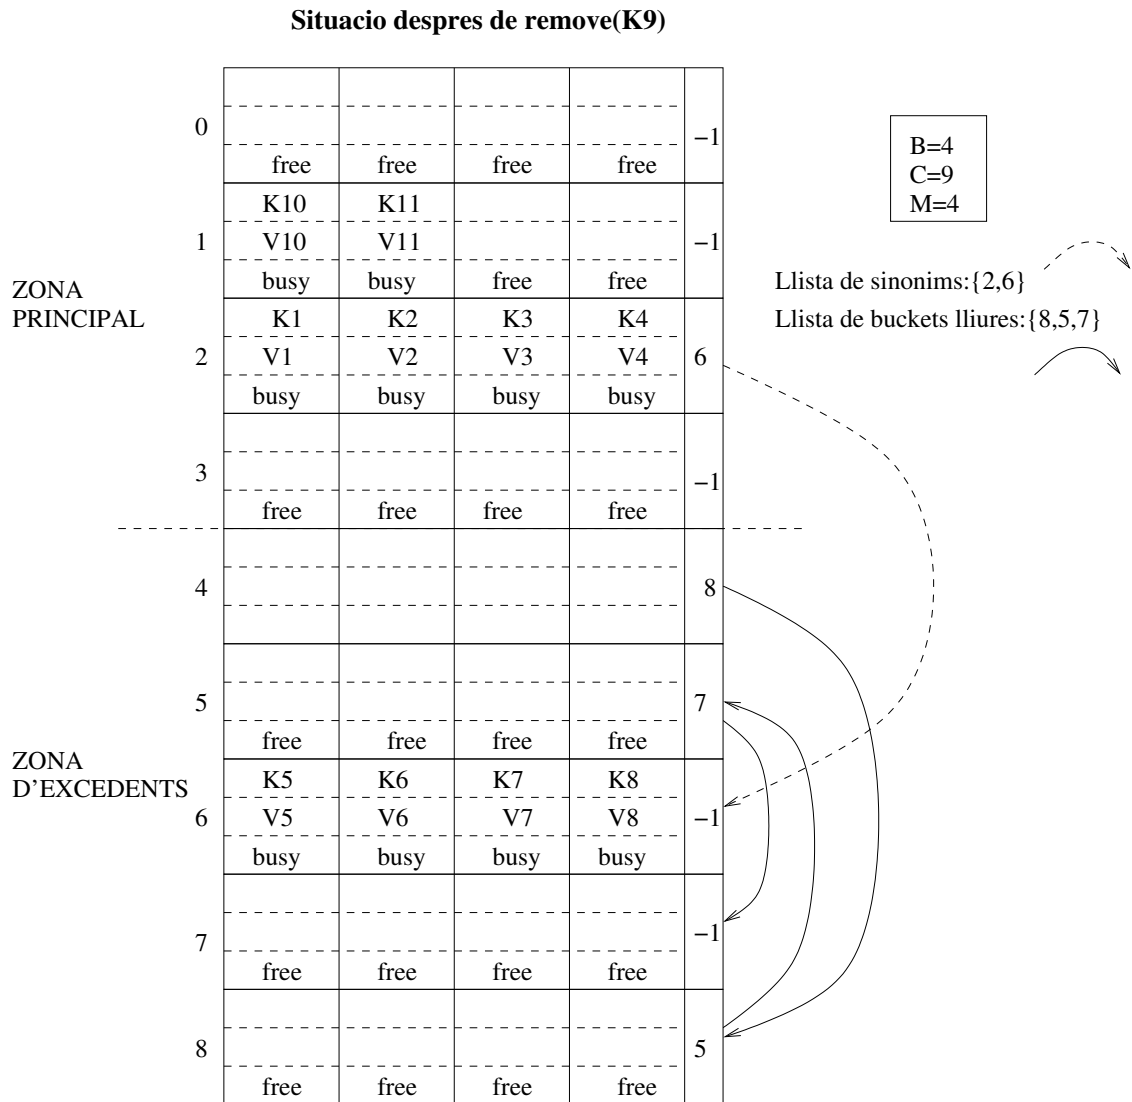 Situacio despres de remove(K9)
0
−1
free free free free
B=4
C=9
M=4
K10 K11
1 V10 V11 −1
busy busy free free
Llista de sinonims:{2,6}
Llista de buckets lliures:{8,5,7}
ZONA
PRINCIPAL
K1 K2 K3 K4
2 V1 V2 V3 V4 6
busy busy busy busy
3 −1
free free free free
4 8
5 7
free free free free
ZONA
D'EXCEDENTS
K5 K6 K7 K8
6 V5 V6 V7 V8 −1
busy busy busy busy
7 −1
free free free free
8 5
free free free free